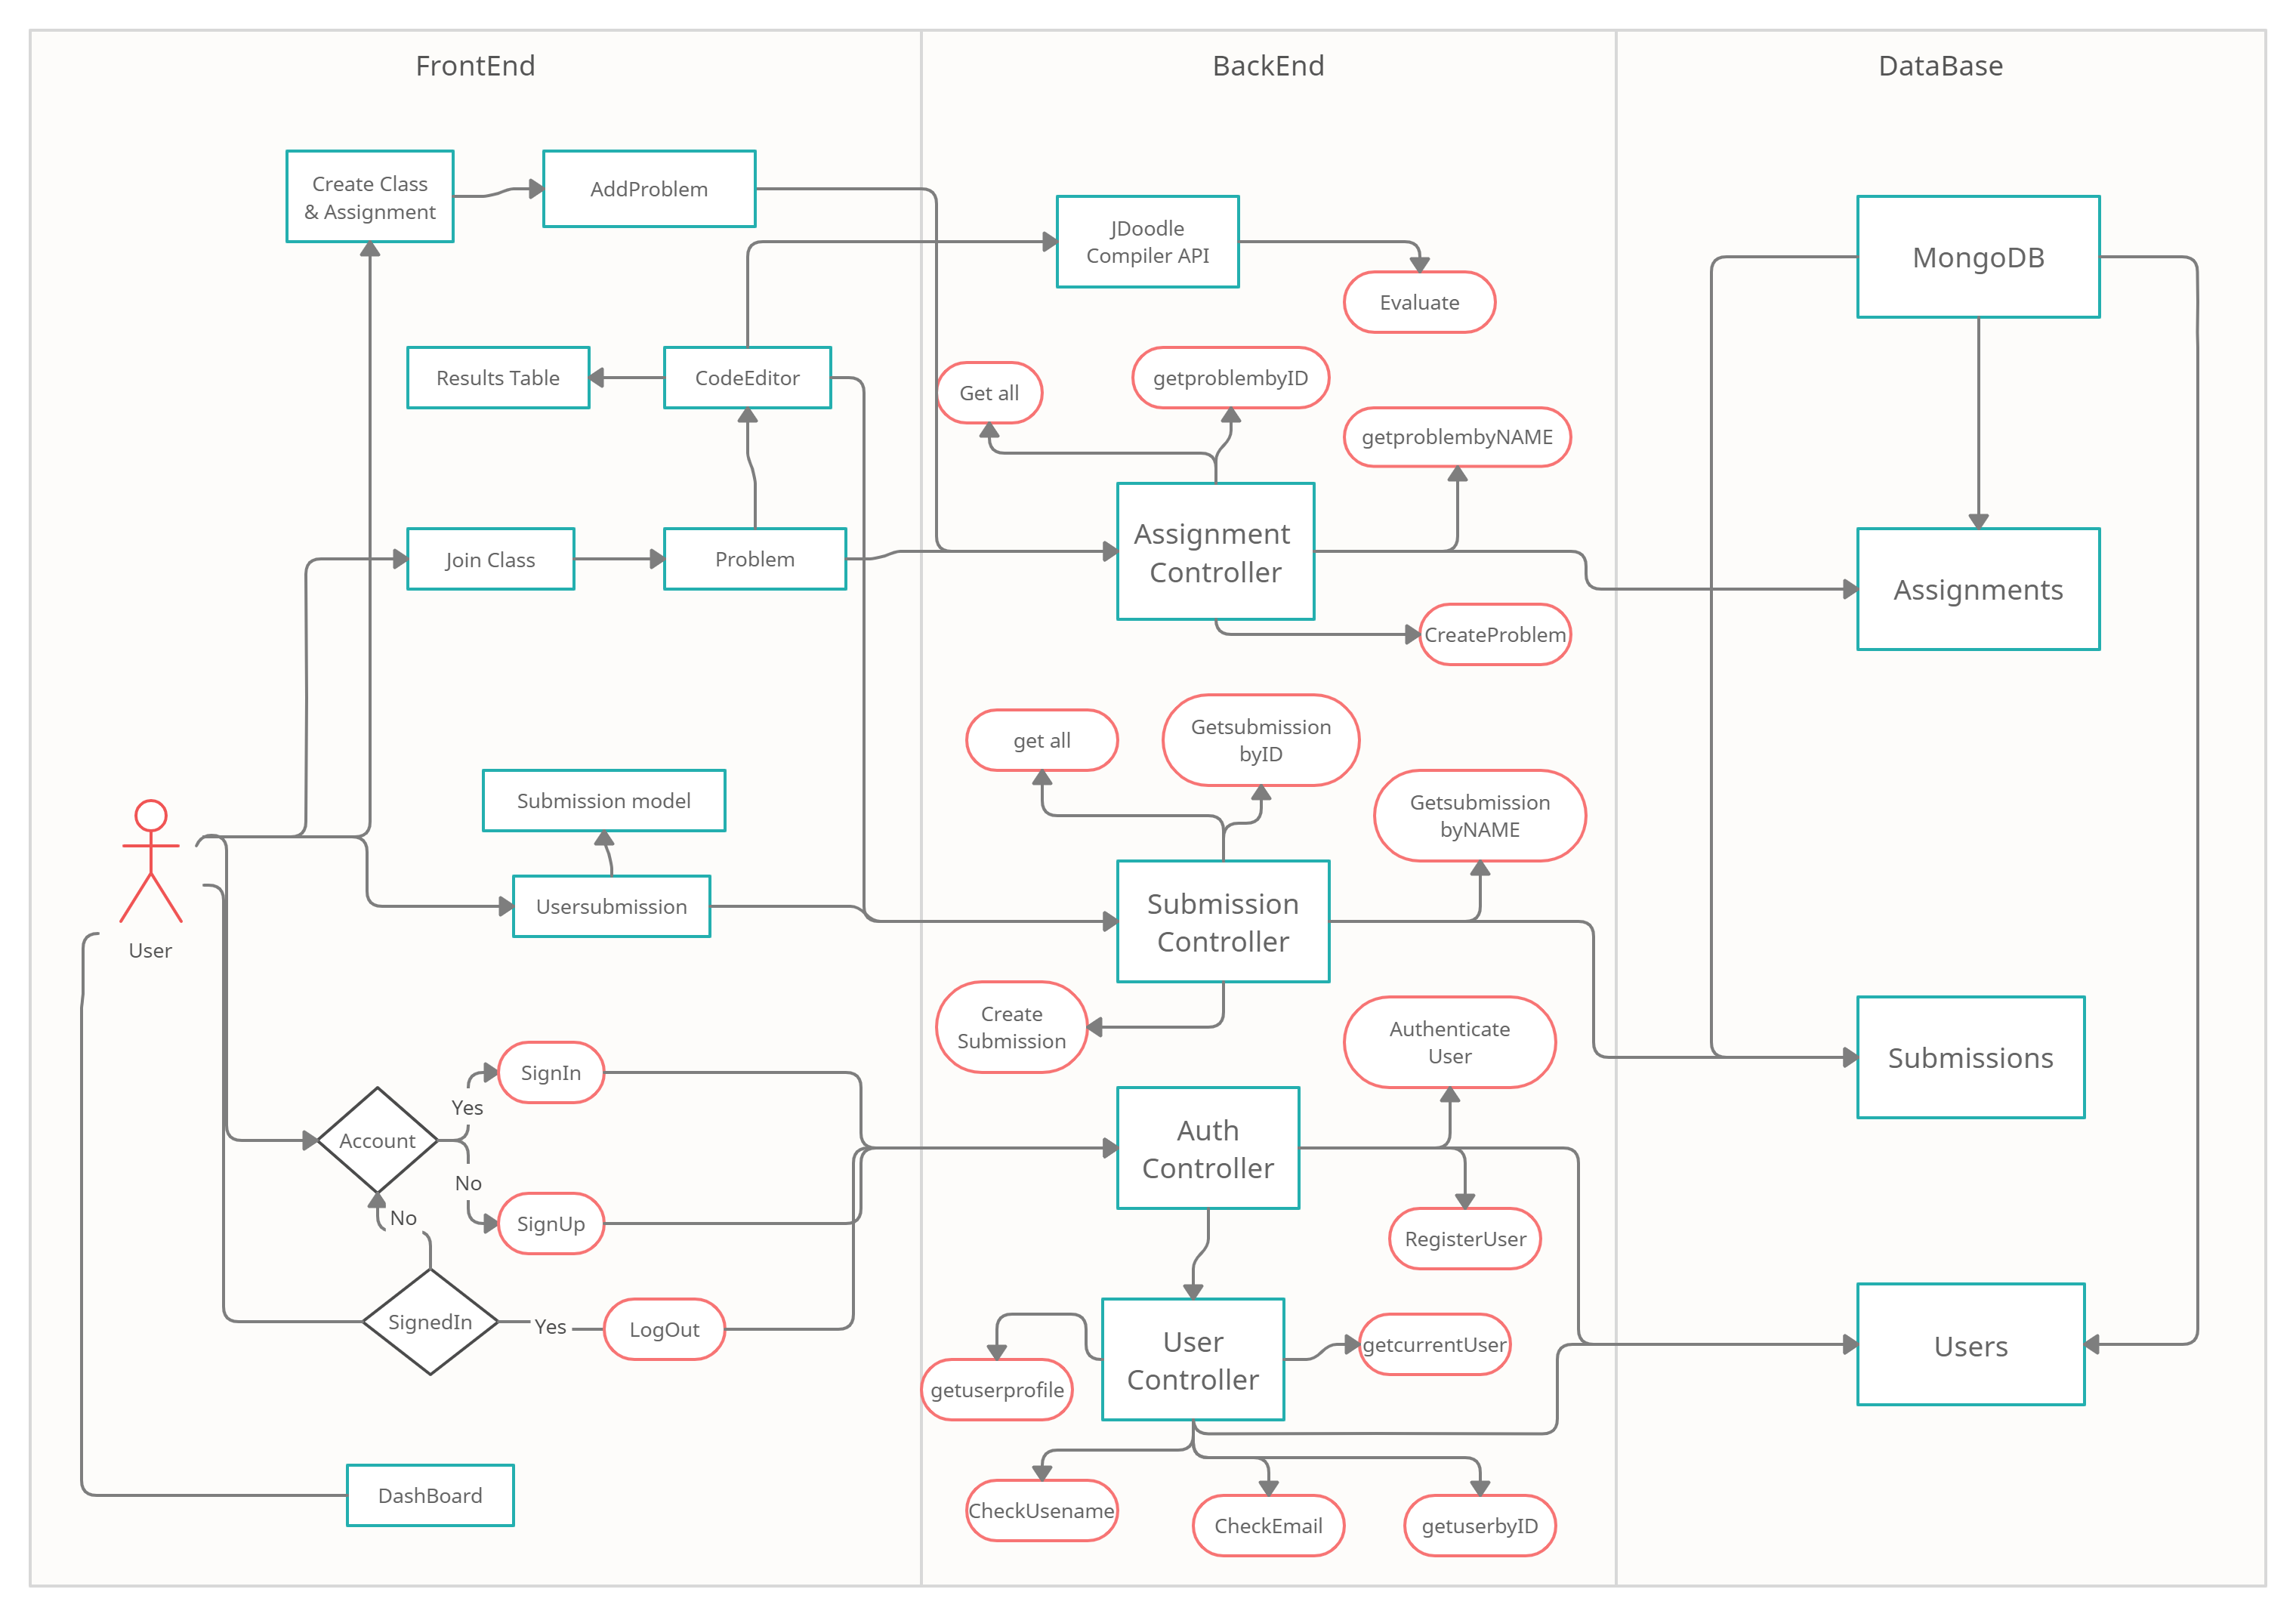 FrontEnd
BackEnd
DataBase
Create Class
& Assignment
AddProblem
JDoodle
Compiler API
Evaluate
MongoDB
Results Table
CodeEditor
Get all
getproblembyID
getproblembyNAME
Join Class
Problem
Assignment
Controller
Assignments
CreateProblem
get all
Getsubmission
byID
Getsubmission
byNAME
Submission model
Usersubmission
Submission
Controller
User
Create
Submission
Authenticate
User
Submissions
SignIn
Yes
Account
No
SignUp
No
Auth
Controller
RegisterUser
SignedIn
Yes
LogOut
User
Controller
getcurrentUser
getuserprofile
Users
DashBoard
CheckUsename
CheckEmail
getuserbyID